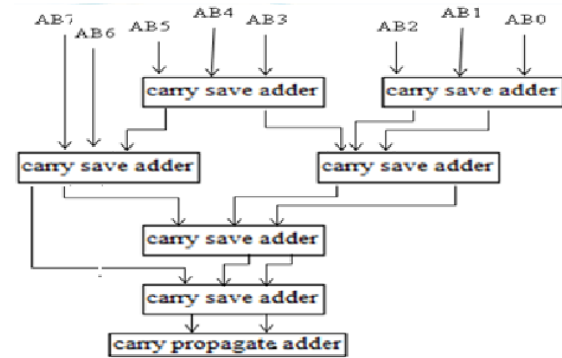 AB7 AB6 AB5 AB4 AB3 AB2 AB1 AB0
carry save adder carry save adder
carry save adder carry save adder
carry save adder
carry save adder
carry propagate adder